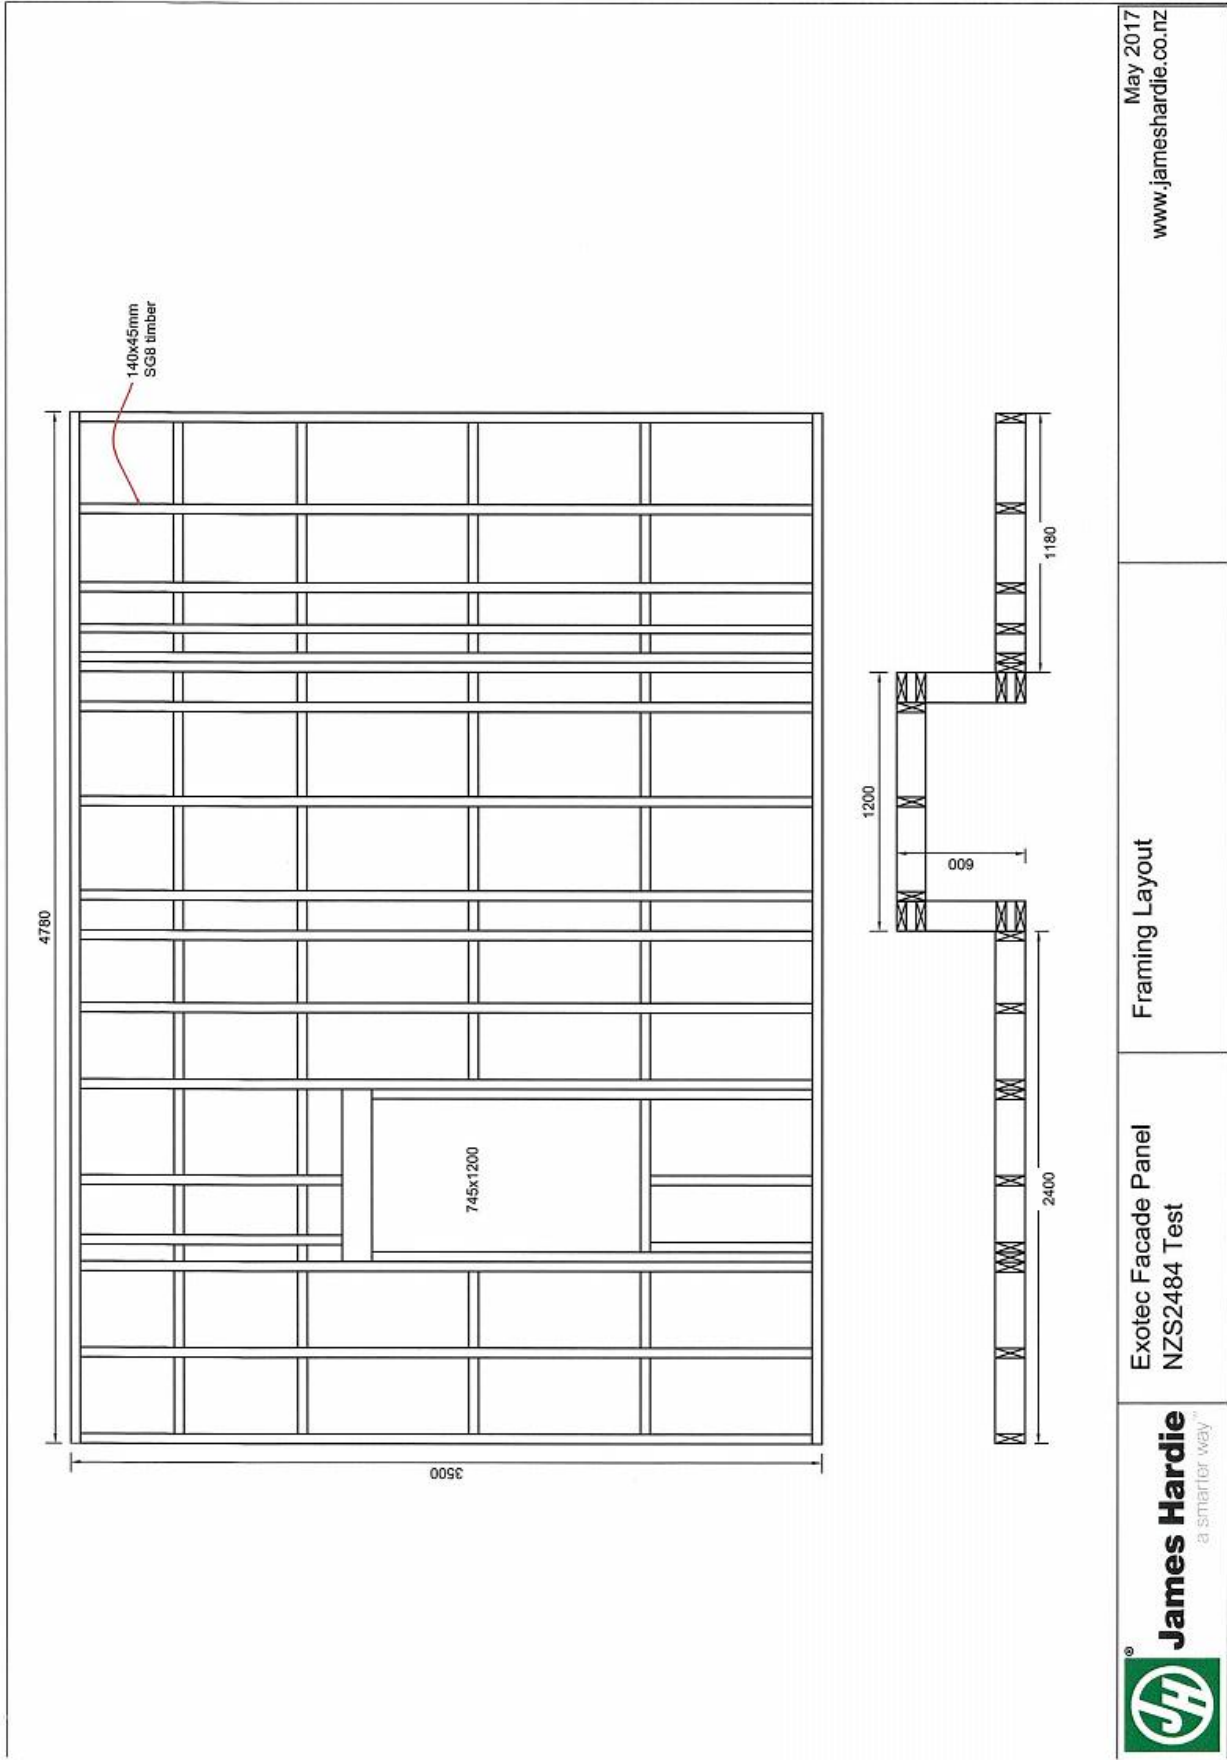 4780
140x45mm
SG8 timber
3500
745x1200
1200
600
1180
2400
® James Hardie
a smarter way™
Exotec Facade Panel
NZS2484 Test
Framing Layout
May 2017
www.jameshardie.co.nz